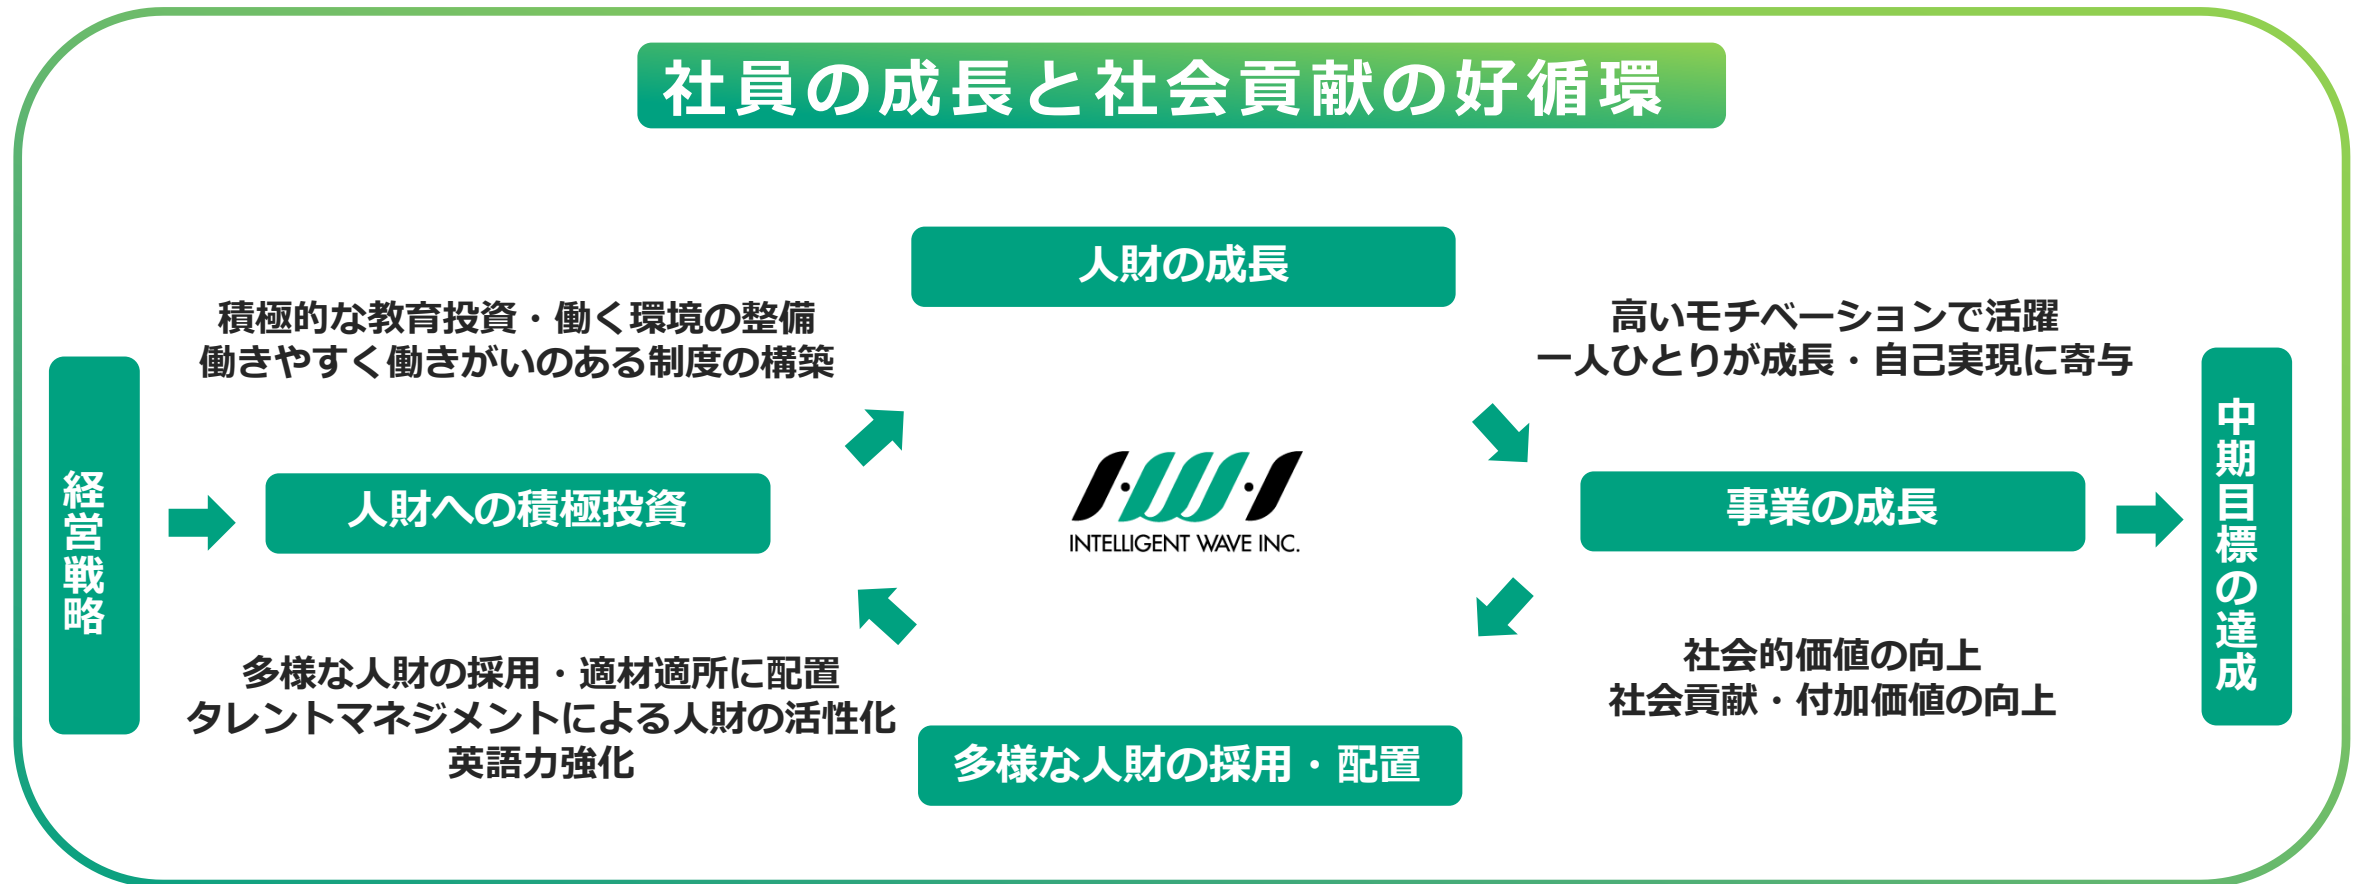 社員の成長と社会貢献の好循環
人財の成長
積極的な教育投資・働く環境の整備
働きやすく働きがいのある制度の構築
高いモチベーションで活躍
一人ひとりが成長・自己実現に寄与
経営戦略
人財への積極投資
INTELLIGENT WAVE INC.
事業の成長
中期目標の達成
多様な人財の採用・適材適所に配置
タレントマネジメントによる人財の活性化
英語力強化
社会的価値の向上
社会貢献・付加価値の向上
多様な人財の採用・配置